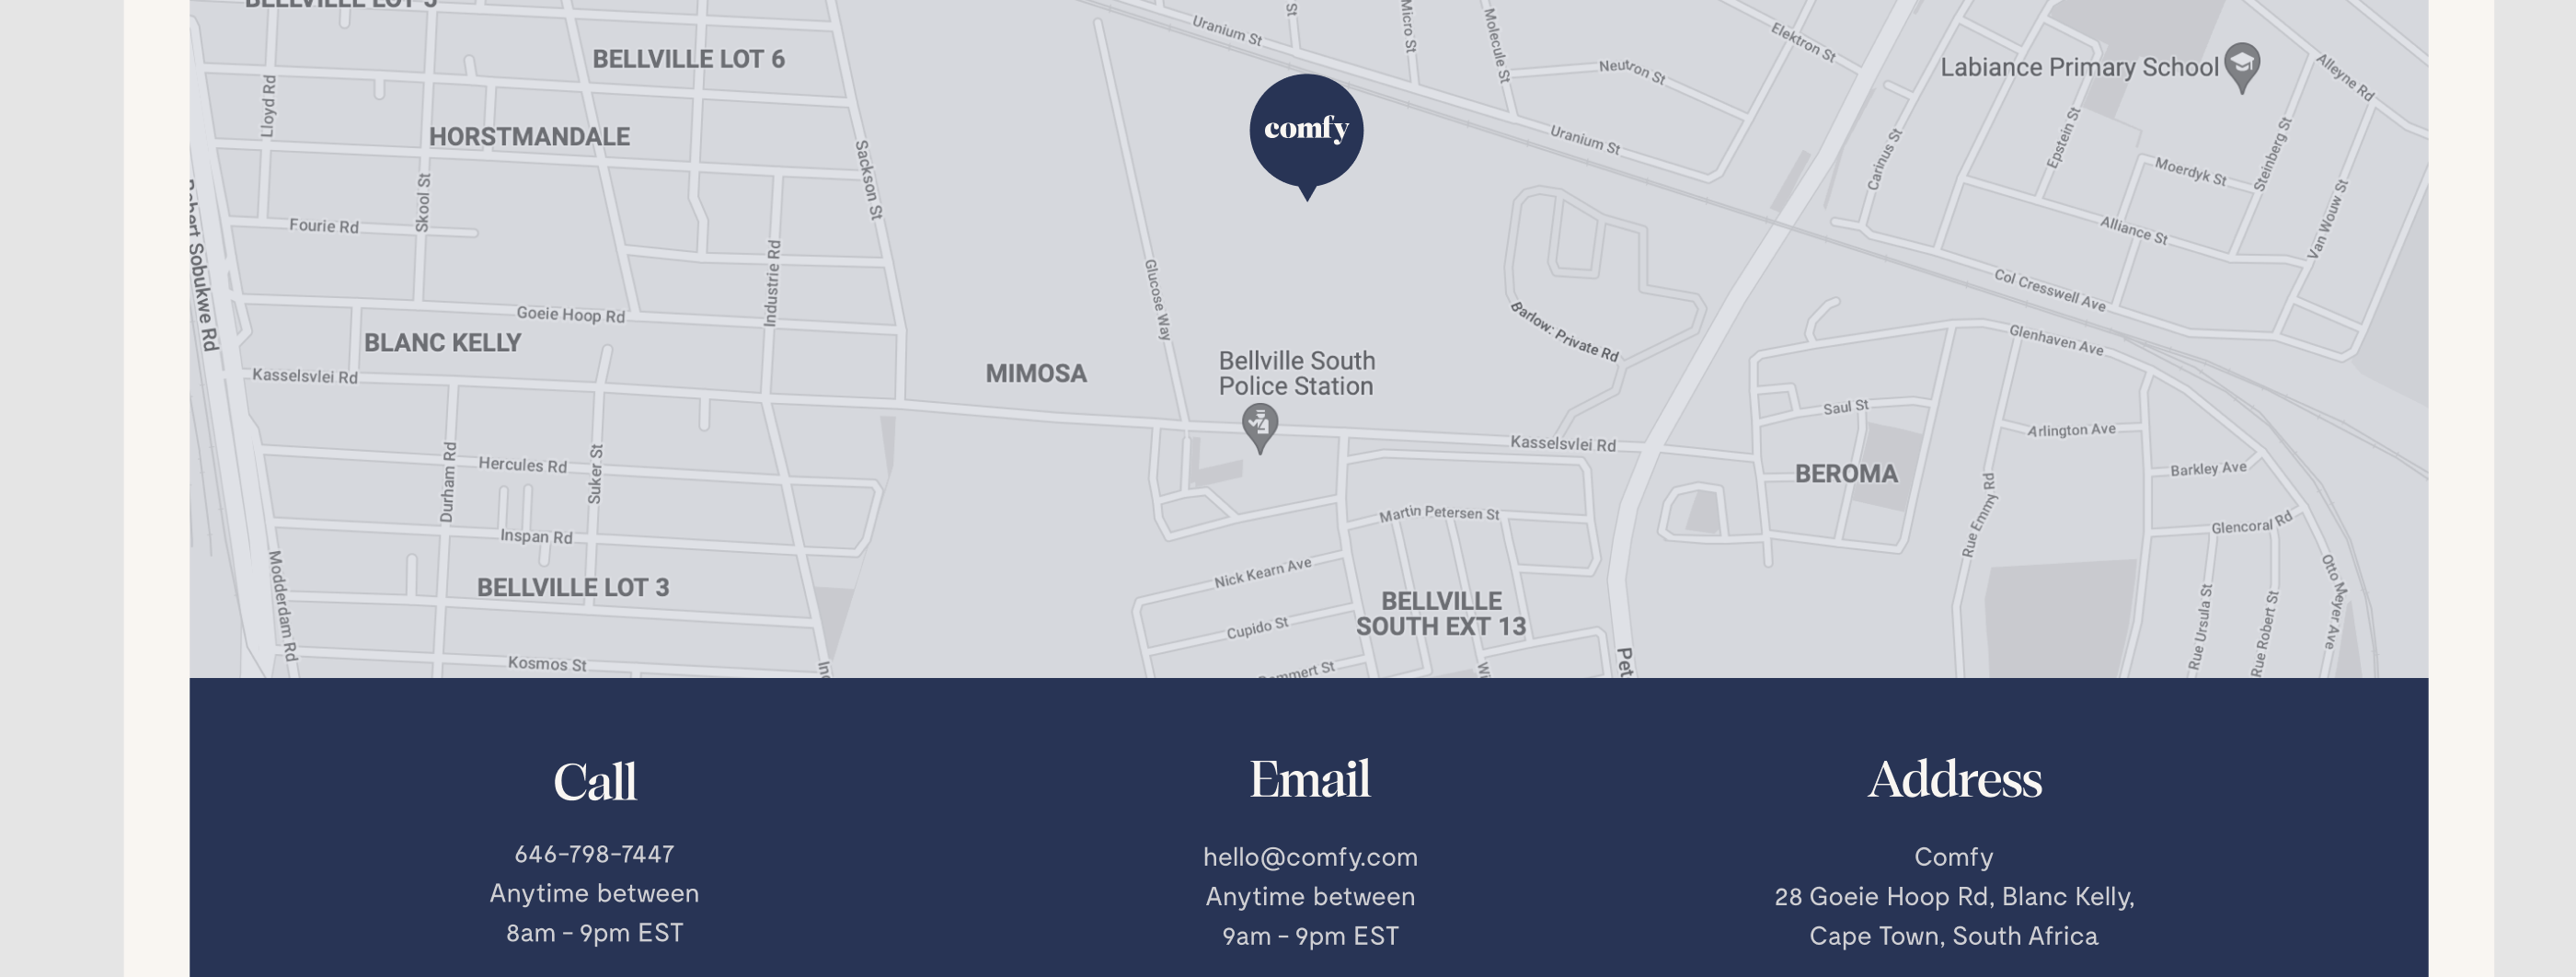 BELLVILLE LOT 3
BELLVILLE LOT 6
HORSTMANDALE
Lloyd Rd
Skool St
Fourie Rd
Robert Sobukwe Rd
Sackson St
Industrie Rd
Goeie Hoop Rd
BLANC KELLY
Kasselsvlei Rd
Hercules Rd
Durham Rd
Suker St
Inspan Rd
Modderdam Rd
BELLVILLE LOT 3
Kosmos St
Ind
Uranium St
St
Micro St
Molecule St
Neutron St
Elektron St
comfy
Uranium St
Glucose Way
MIMOSA
Bellville South
Police Station
Barlow: Private Rd
Kasselsvlei Rd
Martin Petersen St
Nick Kearn Ave
Cupido St
BELLVILLE
SOUTH EXT 13
Wi
Pet
Labiance Primary School
Alleyne Rd
Carinus St
Epstein St
Steinberg St
Moerdyk St
Van Wouw St
Alliance St
Col Cresswell Ave
Glenhaven Ave
Saul St
BEROMA
Arlington Ave
Barkley Ave
Rue Emmy Rd
Glencoral Rd
Otto Meyer Ave
Rue Ursula St
Rue Robert St
Call
646-798-7447
Anytime between
8am - 9pm EST
Email
hello@comfy.com
Anytime between
9am - 9pm EST
Address
Comfy
28 Goeie Hoop Rd, Blanc Kelly,
Cape Town, South Africa